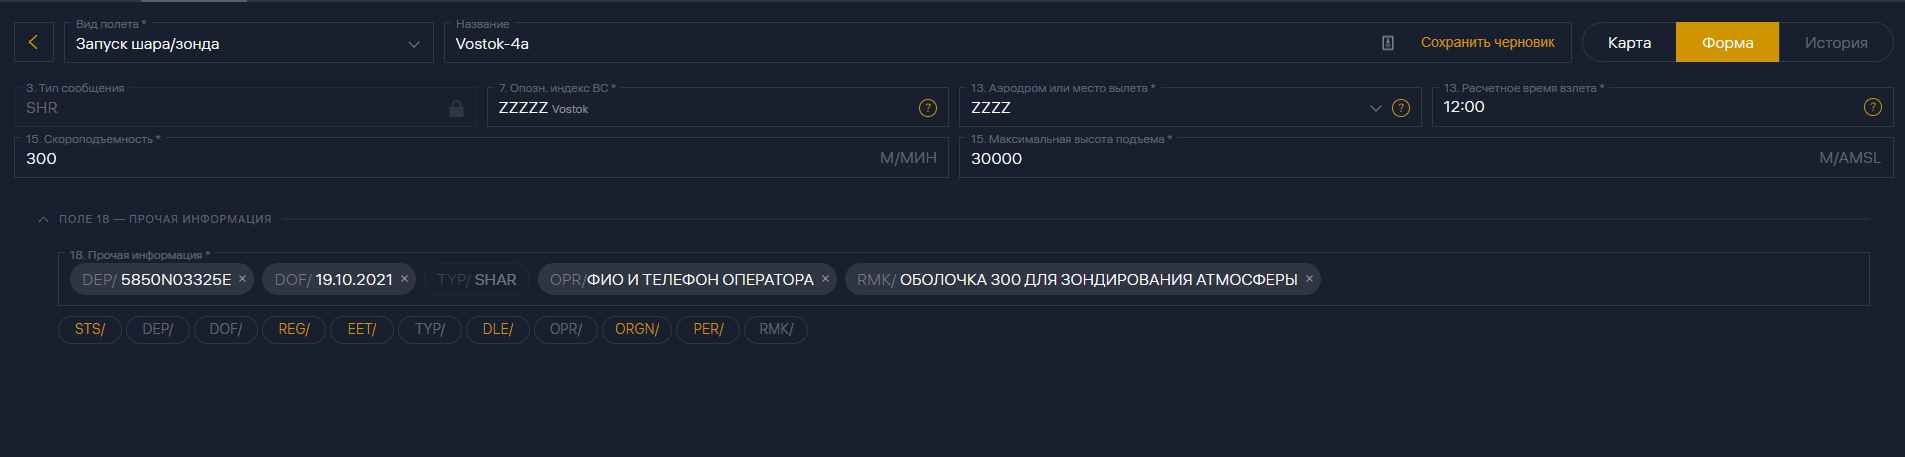 Вид полета *
Запуск шара/зонда
Название
Vostok-4a
Сохранить черновик
Карта
Форма
История
3. Тип сообщения
SHR
7. Опозн. индекс ВС *
ZZZZZ Vostok
?
13. Аэродром или место вылета *
ZZZZ
?
13. Расчетное время взлета *
12:00
?
15. Скороподъемность *
300
М/МИН
15. Максимальная высота подъема *
30000
М/AMSL
ПОЛЕ 18 — ПРОЧАЯ ИНФОРМАЦИЯ
18. Прочая информация *
DEP/ 5850N03325E ×
DOF/ 19.10.2021 ×
TYP/ SHAR
OPR/ФИО И ТЕЛЕФОН ОПЕРАТОРА ×
RMK/ ОБОЛОЧКА 300 ДЛЯ ЗОНДИРОВАНИЯ АТМОСФЕРЫ ×
STS/ DEP/ DOF/ REG/ EET/ TYP/ DLE/ OPR/ ORGN/ PER/ RMK/